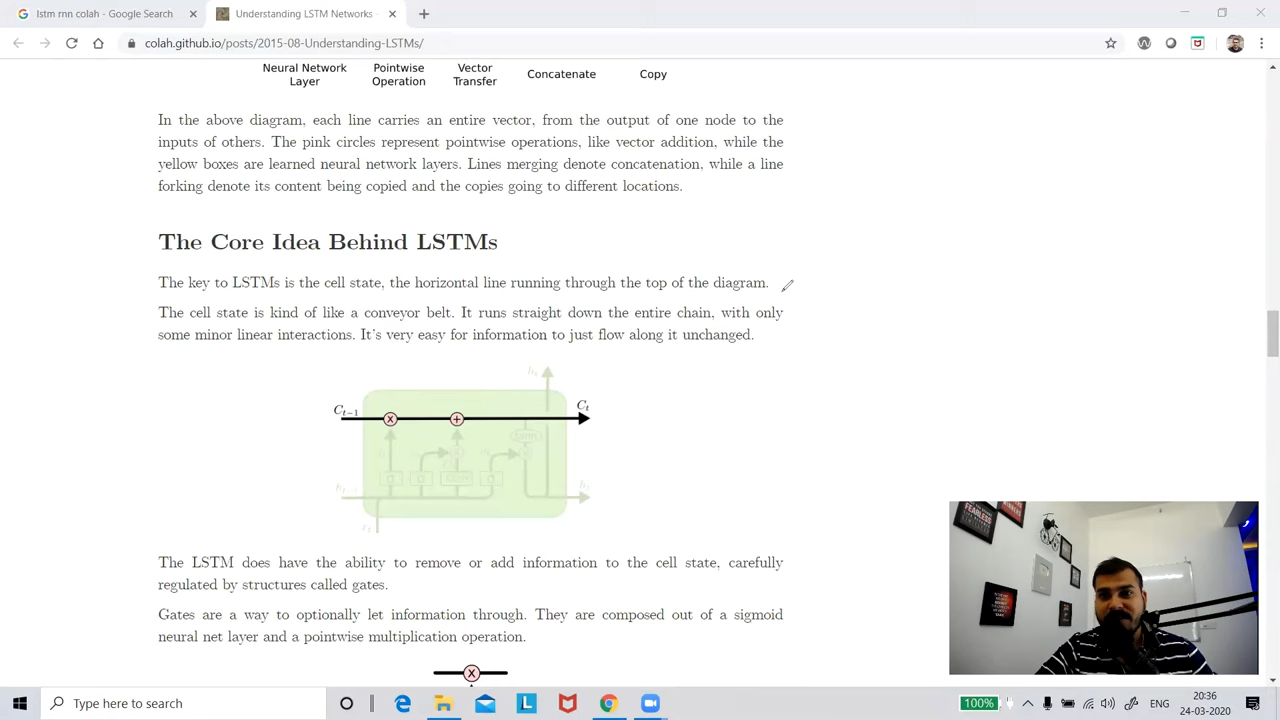 lstm rnn colah - Google Search
Understanding LSTM Networks
colah.github.io/posts/2015-08-Understanding-LSTMs/
Neural Network Layer
Pointwise Operation
Vector Transfer
Concatenate
Copy
In the above diagram, each line carries an entire vector, from the output of one node to the
inputs of others. The pink circles represent pointwise operations, like vector addition, while the
yellow boxes are learned neural network layers. Lines merging denote concatenation, while a line
forking denote its content being copied and the copies going to different locations.
The Core Idea Behind LSTMs
The key to LSTMs is the cell state, the horizontal line running through the top of the diagram.
The cell state is kind of like a conveyor belt. It runs straight down the entire chain, with only
some minor linear interactions. It's very easy for information to just flow along it unchanged.
C_{t-1}
C_t
The LSTM does have the ability to remove or add information to the cell state, carefully
regulated by structures called gates.
Gates are a way to optionally let information through. They are composed out of a sigmoid
neural net layer and a pointwise multiplication operation.
FEARLESS
Type here to search
100%
ENG
20:36
24-03-2020